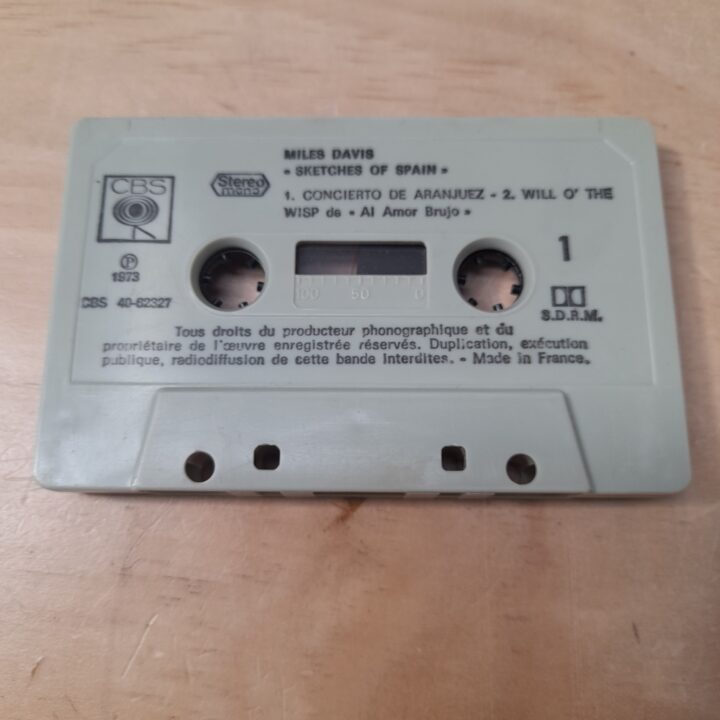 MILES DAVIS
« SKETCHES OF SPAIN »
1. CONCIERTO DE ARANJUEZ - 2. WILL O' THE
WISP de « Al Amor Brujo »
CBS
Stereo
mono
1
℗
1973
CBS 40-62327
100 50 0
S.D.R.M.
Tous droits du producteur phonographique et du
propriétaire de l'œuvre enregistrée réservés. Duplication, exécution
publique, radiodiffusion de cette bande interdites. - Made in France.